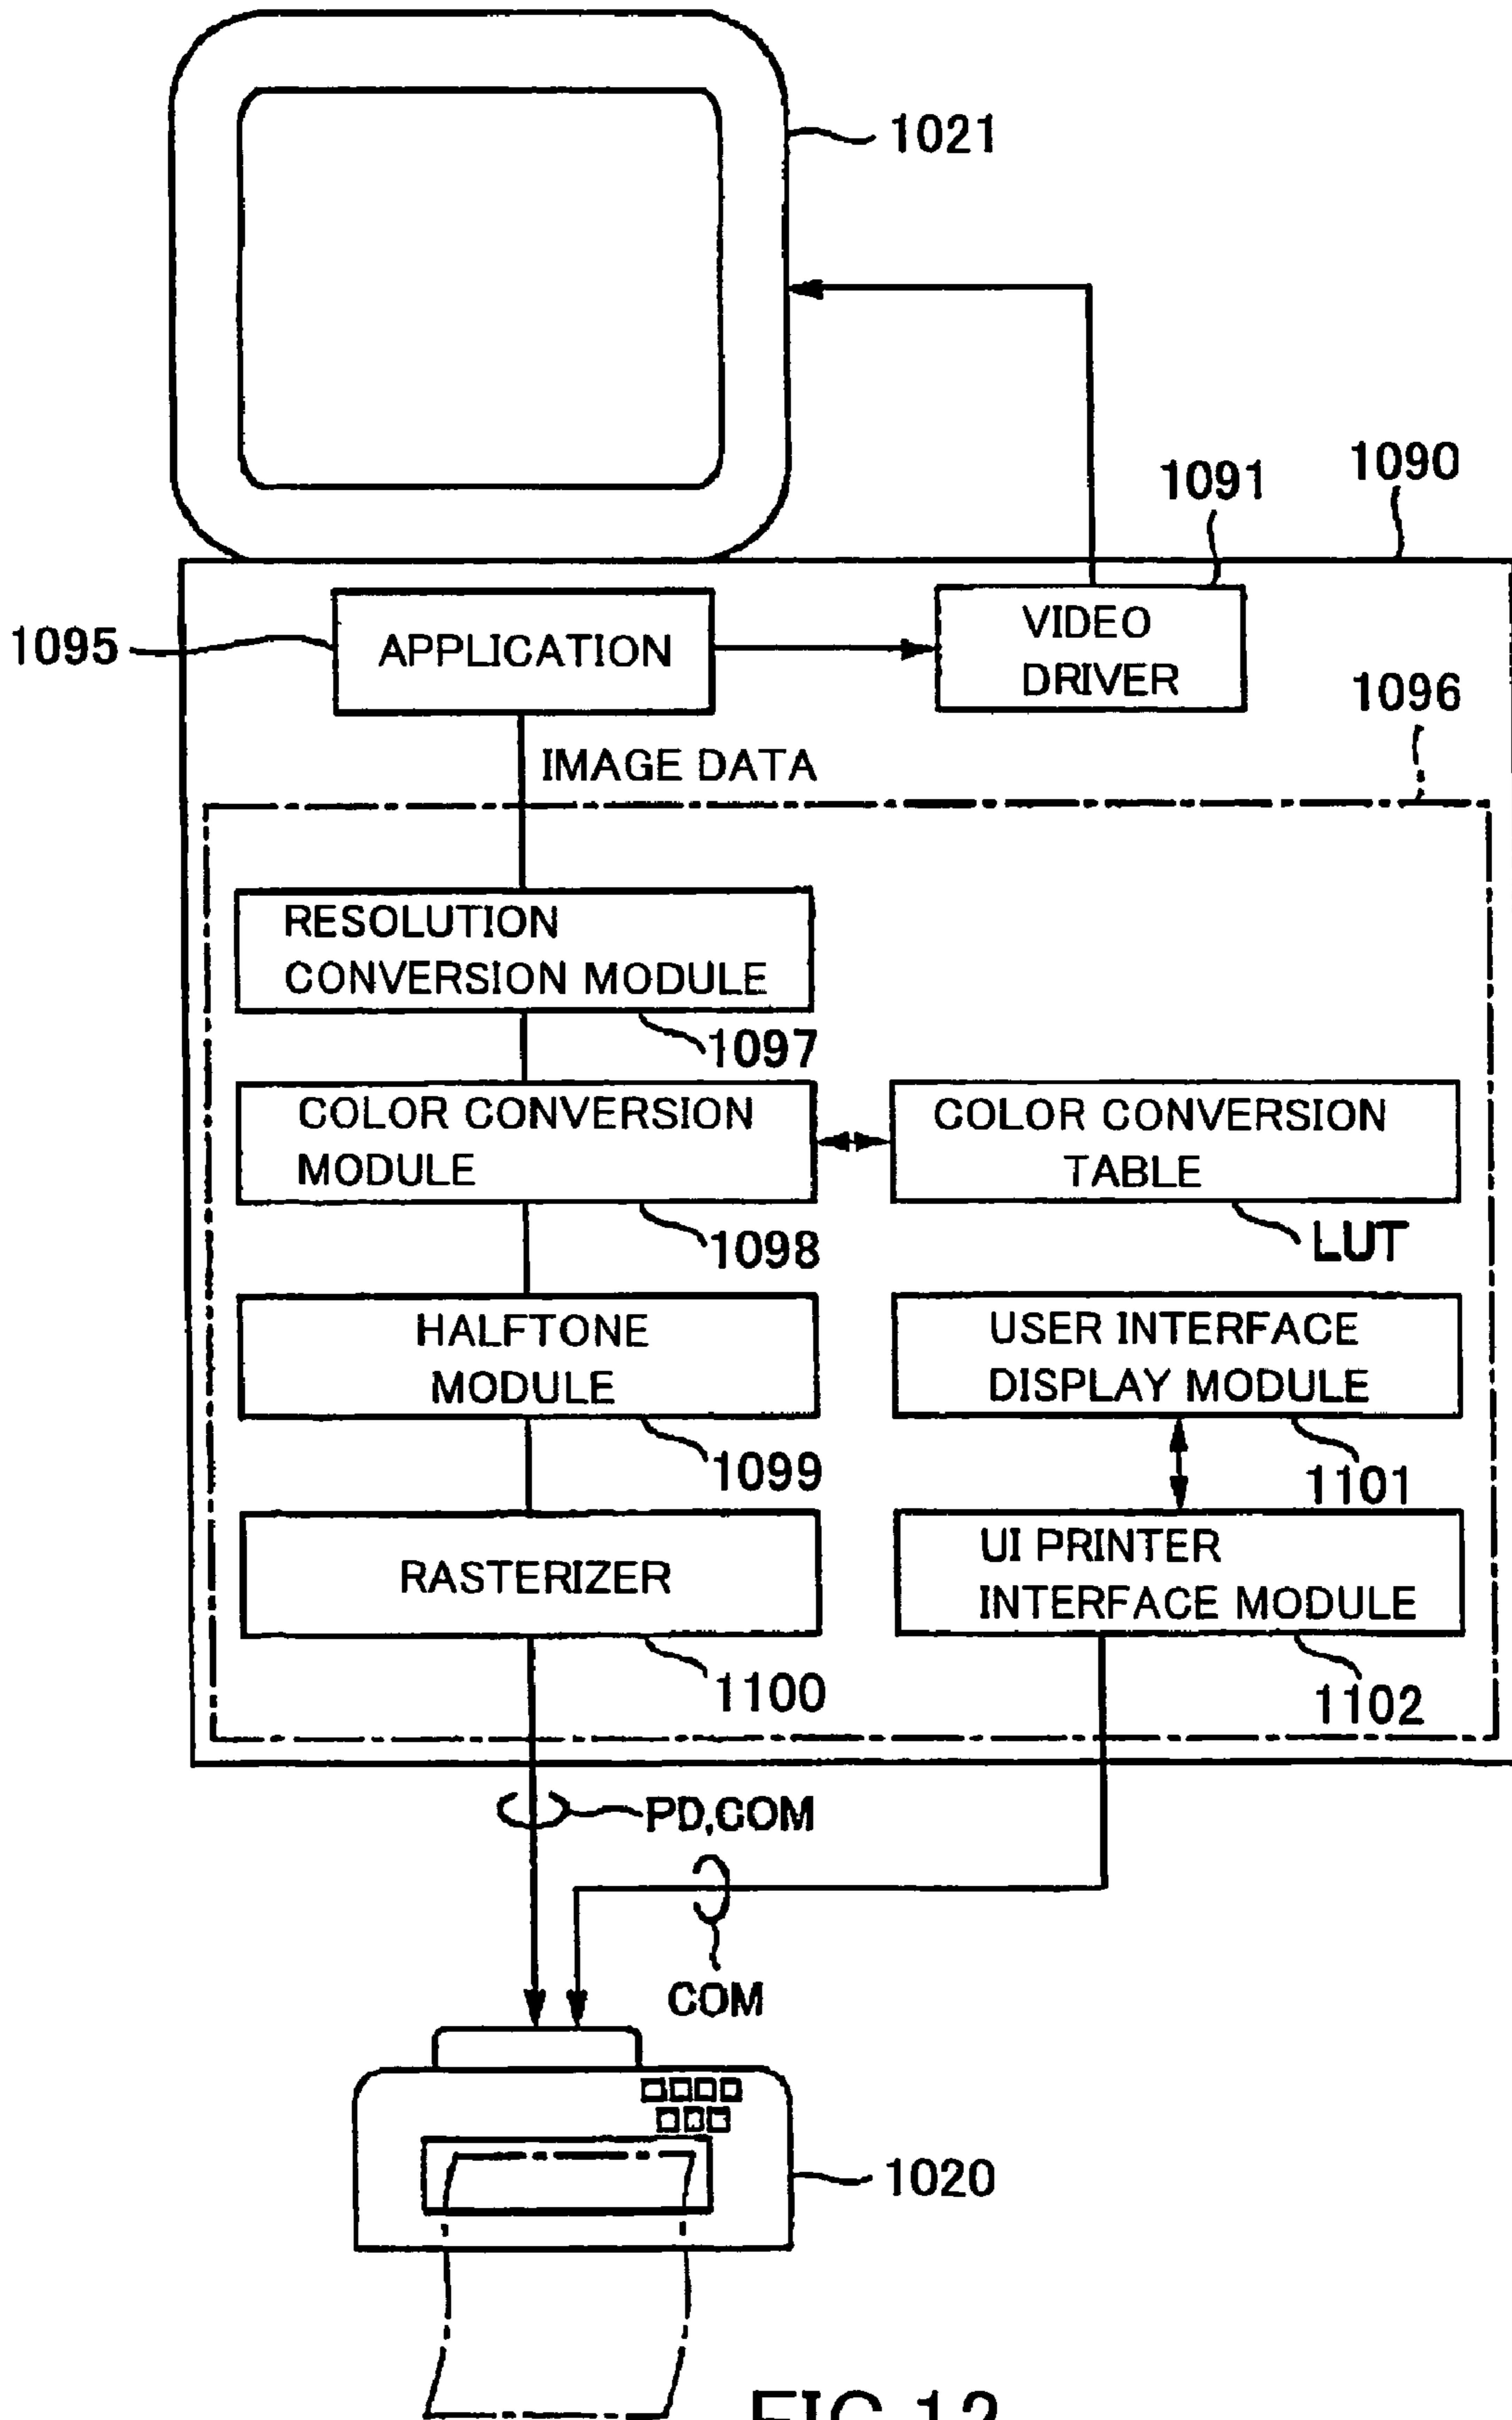 1021
1090
1091
1095
APPLICATION
VIDEO
DRIVER
1096
IMAGE DATA
RESOLUTION
CONVERSION MODULE
1097
COLOR CONVERSION
MODULE
COLOR CONVERSION
TABLE
1098
LUT
HALFTONE
MODULE
USER INTERFACE
DISPLAY MODULE
1099
1101
RASTERIZER
UI PRINTER
INTERFACE MODULE
1100
1102
PD,COM
COM
1020
FIG.12